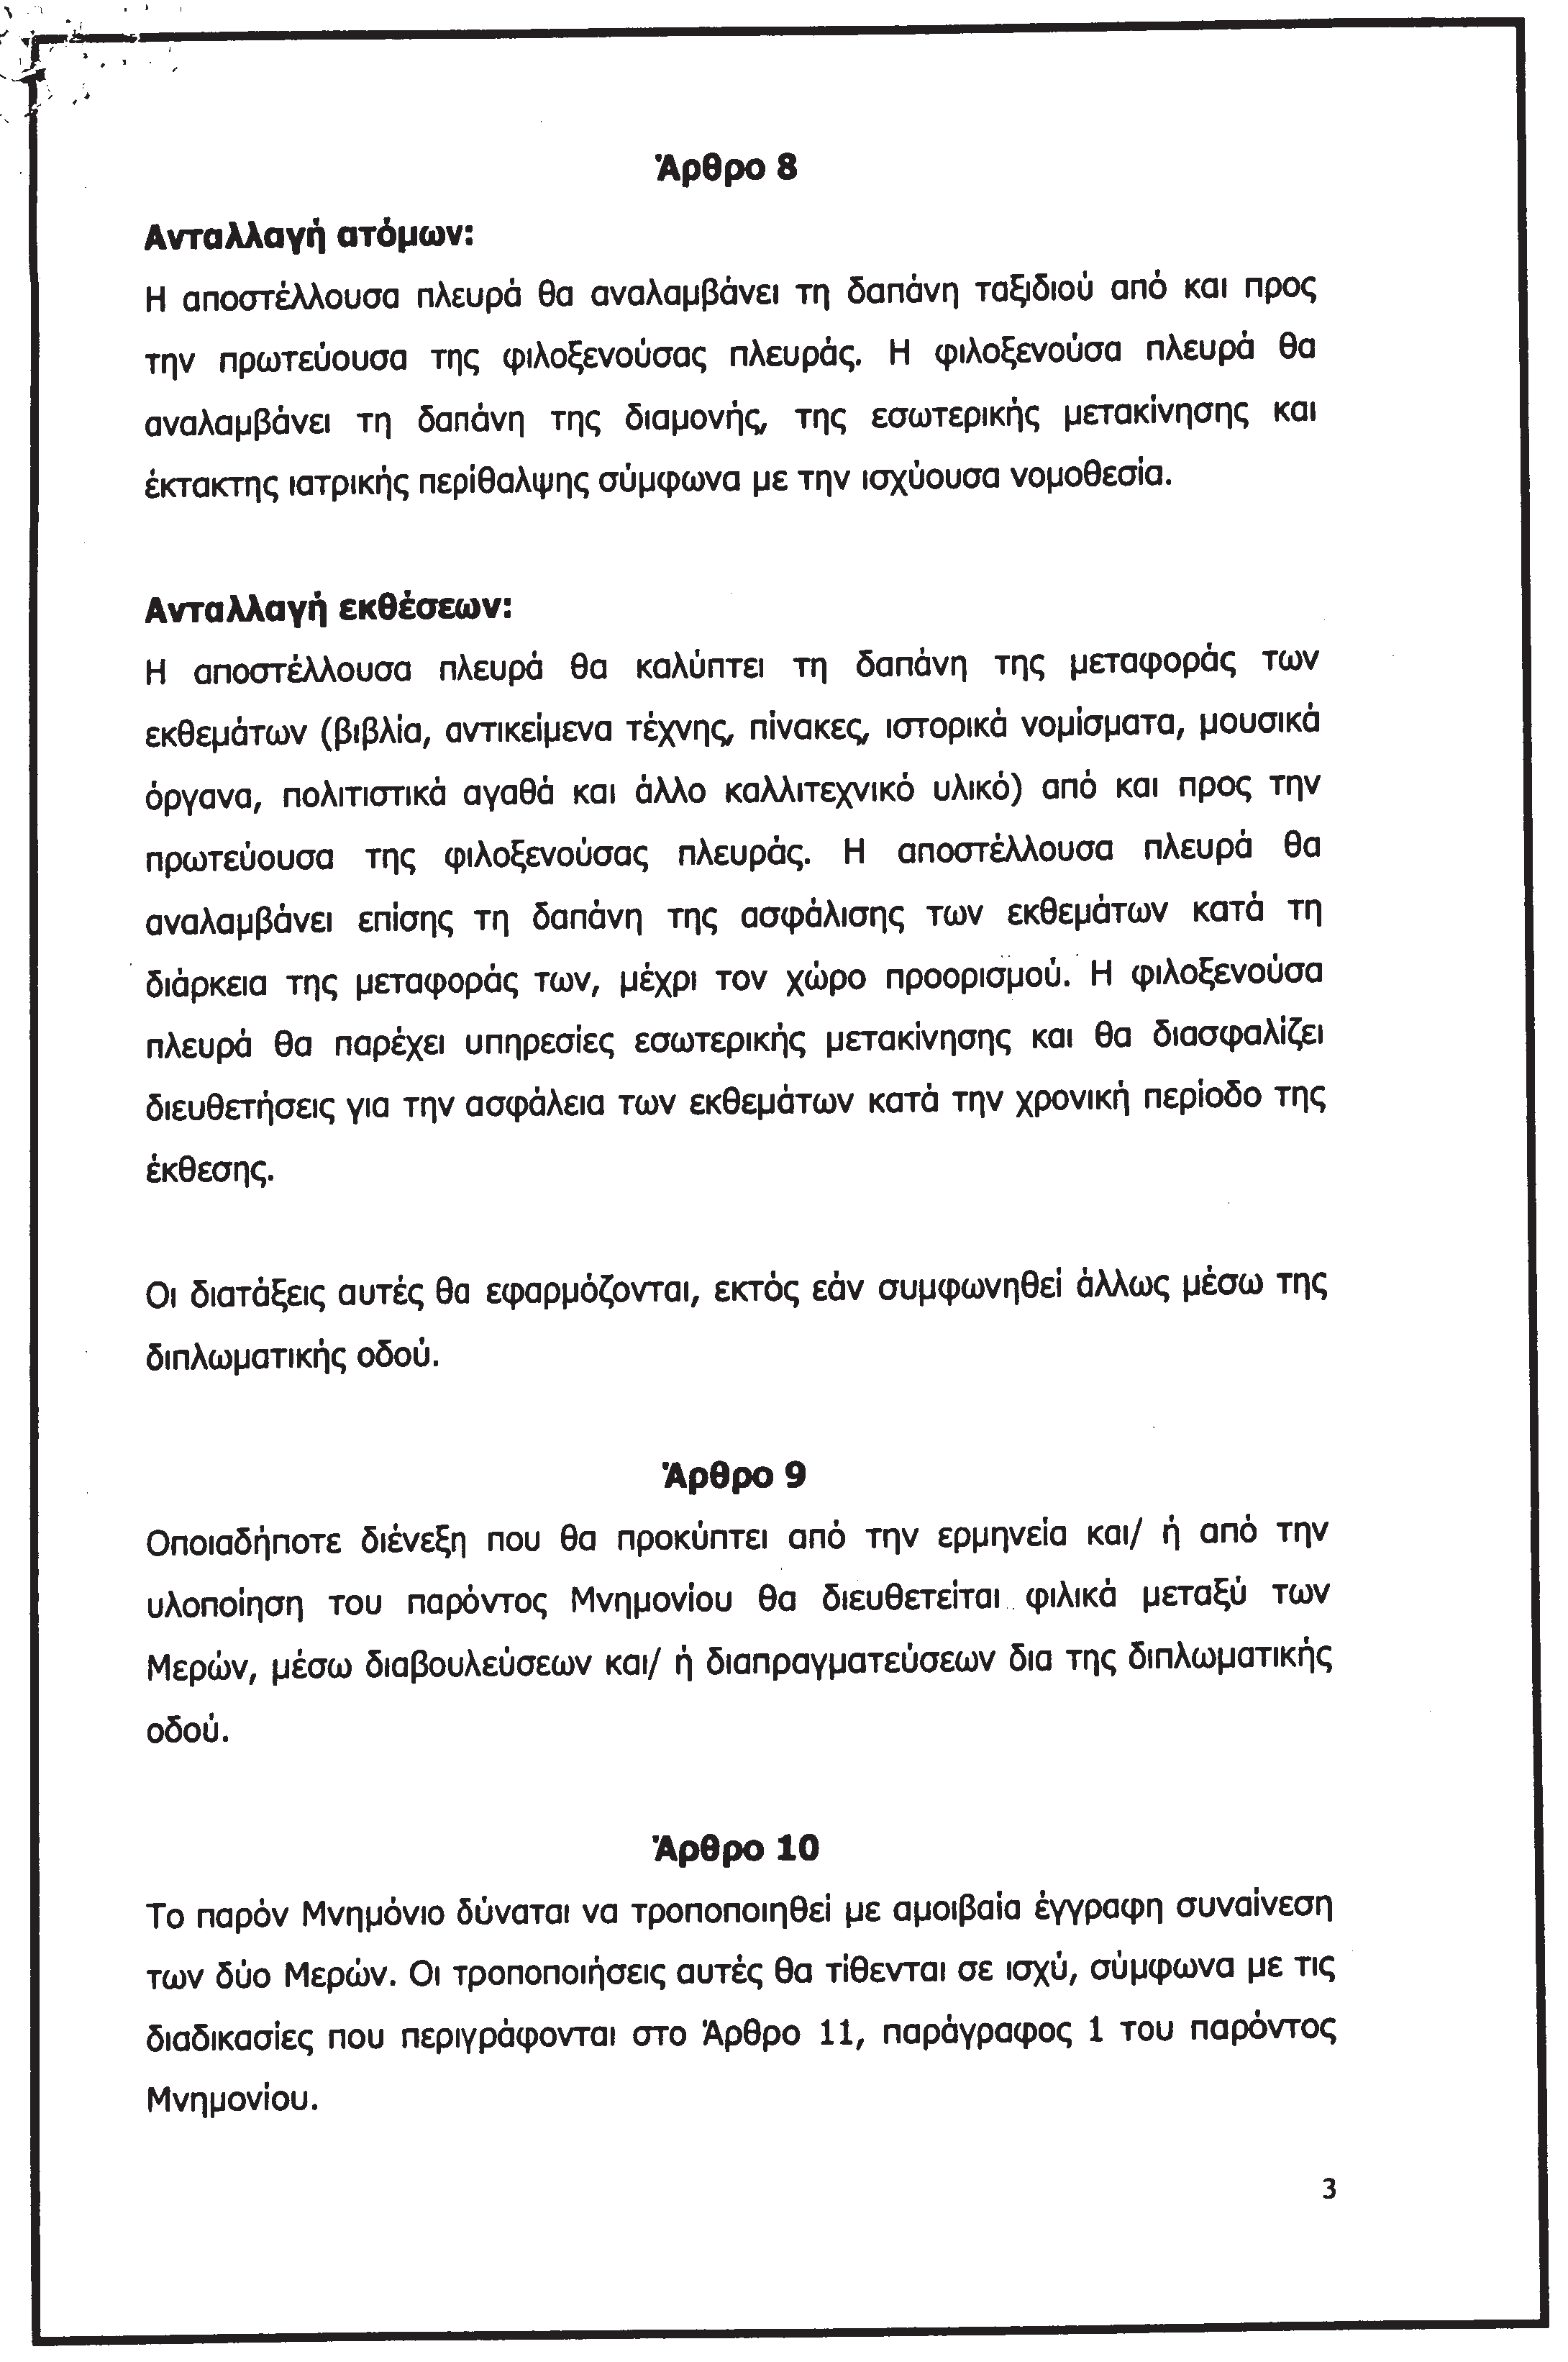 Άρθρο 8
Ανταλλαγή ατόμων:
Η αποστέλλουσα πλευρά θα αναλαμβάνει τη δαπάνη ταξιδιού από και προς
την πρωτεύουσα της φιλοξενούσας πλευράς. Η φιλοξενούσα πλευρά θα
αναλαμβάνει τη δαπάνη της διαμονής, της εσωτερικής μετακίνησης και
έκτακτης ιατρικής περίθαλψης σύμφωνα με την ισχύουσα νομοθεσία.
Ανταλλαγή εκθέσεων:
Η αποστέλλουσα πλευρά θα καλύπτει τη δαπάνη της μεταφοράς των
εκθεμάτων (βιβλία, αντικείμενα τέχνης, πίνακες, ιστορικά νομίσματα, μουσικά
όργανα, πολιτιστικά αγαθά και άλλο καλλιτεχνικό υλικό) από και προς την
πρωτεύουσα της φιλοξενούσας πλευράς. Η αποστέλλουσα πλευρά θα
αναλαμβάνει επίσης τη δαπάνη της ασφάλισης των εκθεμάτων κατά τη
διάρκεια της μεταφοράς των, μέχρι τον χώρο προορισμού. Η φιλοξενούσα
πλευρά θα παρέχει υπηρεσίες εσωτερικής μετακίνησης και θα διασφαλίζει
διευθετήσεις για την ασφάλεια των εκθεμάτων κατά την χρονική περίοδο της
έκθεσης.
Οι διατάξεις αυτές θα εφαρμόζονται, εκτός εάν συμφωνηθεί άλλως μέσω της
διπλωματικής οδού.
Άρθρο 9
Οποιαδήποτε διένεξη που θα προκύπτει από την ερμηνεία και/ ή από την
υλοποίηση του παρόντος Μνημονίου θα διευθετείται φιλικά μεταξύ των
Μερών, μέσω διαβουλεύσεων και/ ή διαπραγματεύσεων δια της διπλωματικής
οδού.
Άρθρο 10
Το παρόν Μνημόνιο δύναται να τροποποιηθεί με αμοιβαία έγγραφη συναίνεση
των δύο Μερών. Οι τροποποιήσεις αυτές θα τίθενται σε ισχύ, σύμφωνα με τις
διαδικασίες που περιγράφονται στο Άρθρο 11, παράγραφος 1 του παρόντος
Μνημονίου.
3